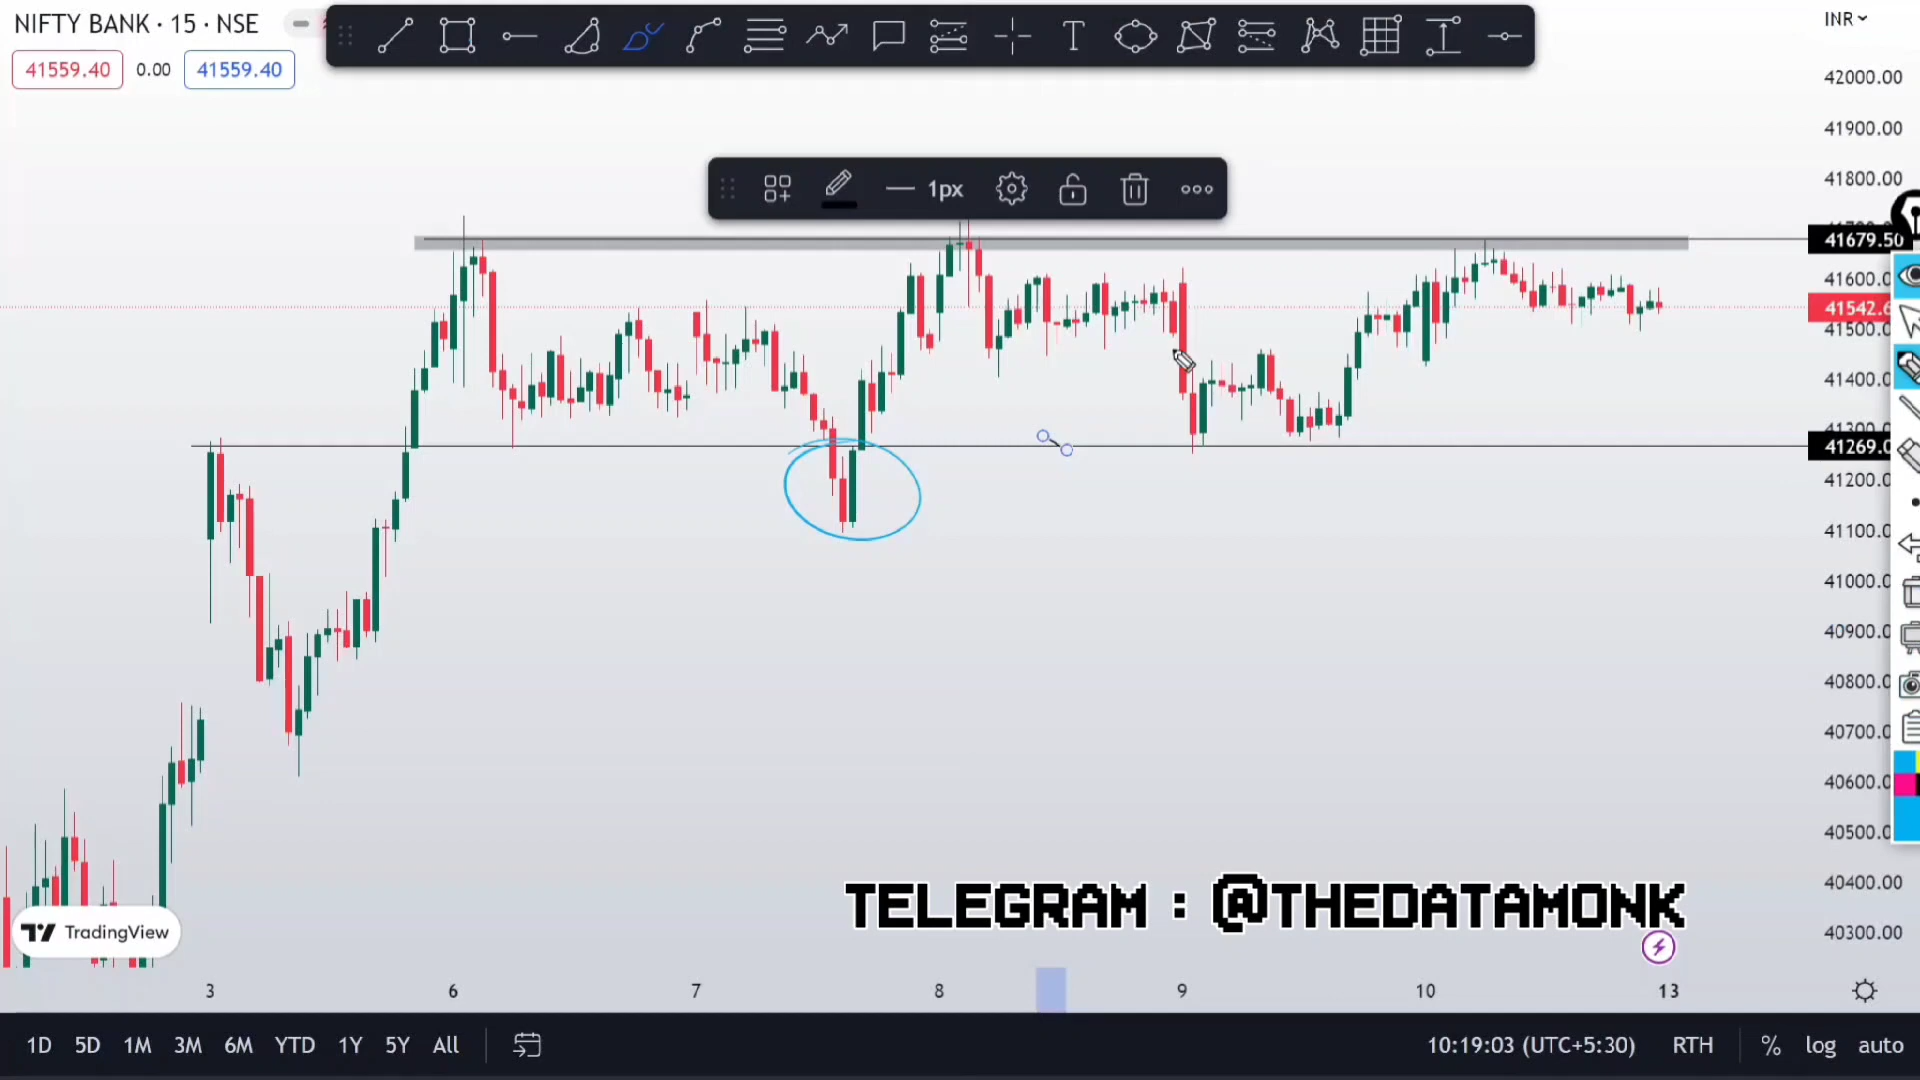 NIFTY BANK · 15 · NSE
INR
41559.40 0.00 41559.40
42000.00
41900.00
41800.00
1px
41679.50
41600.0
41542.6
41500.0
41400.0
41269.0
41200.0
41100.0
41000.0
40900.0
40800.0
40700.0
40600.0
40500.0
40400.00
40300.00
TELEGRAM : @THEDATAMONK
TradingView
3 6 7 8 9 10 13
1D 5D 1M 3M 6M YTD 1Y 5Y All 10:19:03 (UTC+5:30) RTH % log auto